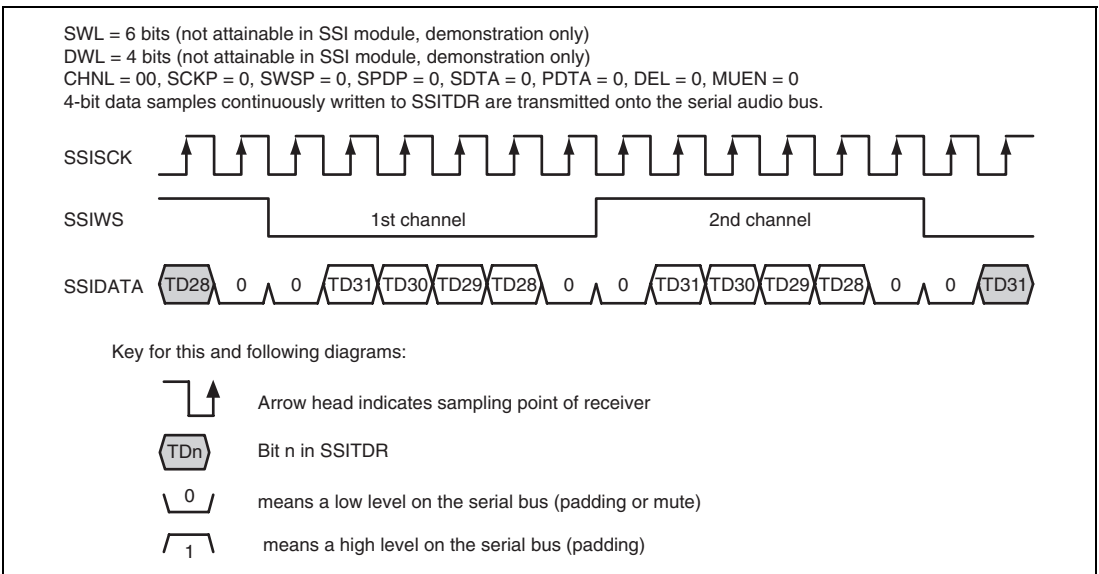 SWL = 6 bits (not attainable in SSI module, demonstration only)
DWL = 4 bits (not attainable in SSI module, demonstration only)
CHNL = 00, SCKP = 0, SWSP = 0, SPDP = 0, SDTA = 0, PDTA = 0, DEL = 0, MUEN = 0
4-bit data samples continuously written to SSITDR are transmitted onto the serial audio bus.
SSISCK
SSIWS 1st channel 2nd channel
SSIDATA TD28 0 0 TD31 TD30 TD29 TD28 0 0 TD31 TD30 TD29 TD28 0 0 TD31
Key for this and following diagrams:
Arrow head indicates sampling point of receiver
TDn Bit n in SSITDR
0 means a low level on the serial bus (padding or mute)
1 means a high level on the serial bus (padding)